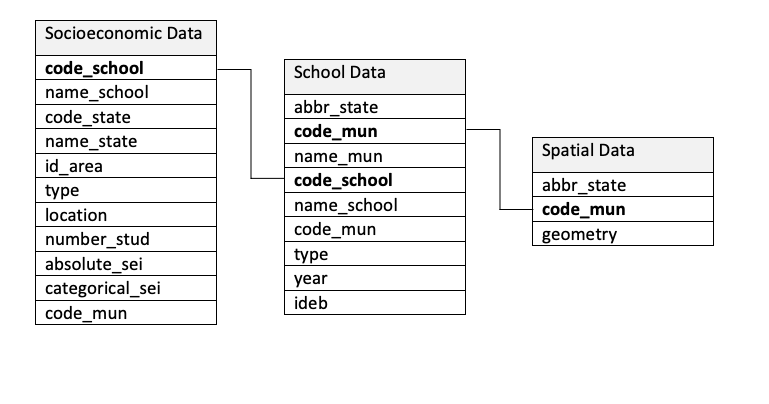 Socioeconomic Data
code_school
name_school
code_state
name_state
id_area
type
location
number_stud
absolute_sei
categorical_sei
code_mun
School Data
abbr_state
code_mun
name_mun
code_school
name_school
code_mun
type
year
ideb
Spatial Data
abbr_state
code_mun
geometry